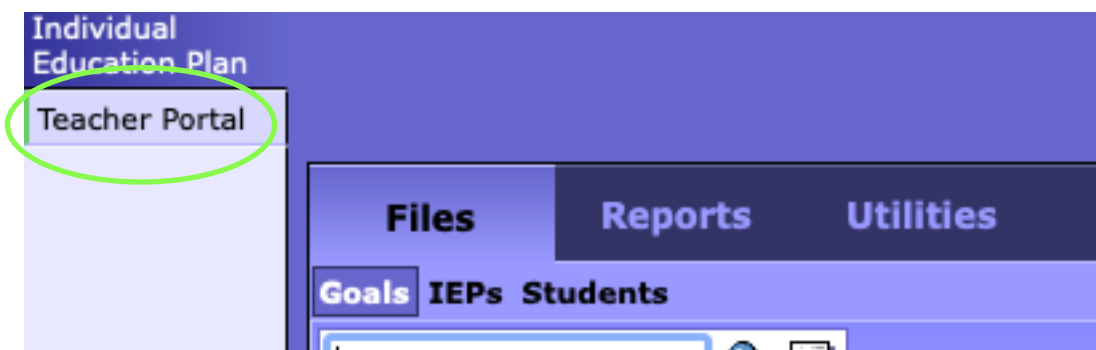 Individual
Education Plan
Teacher Portal
Files Reports Utilities
Goals IEPs Students